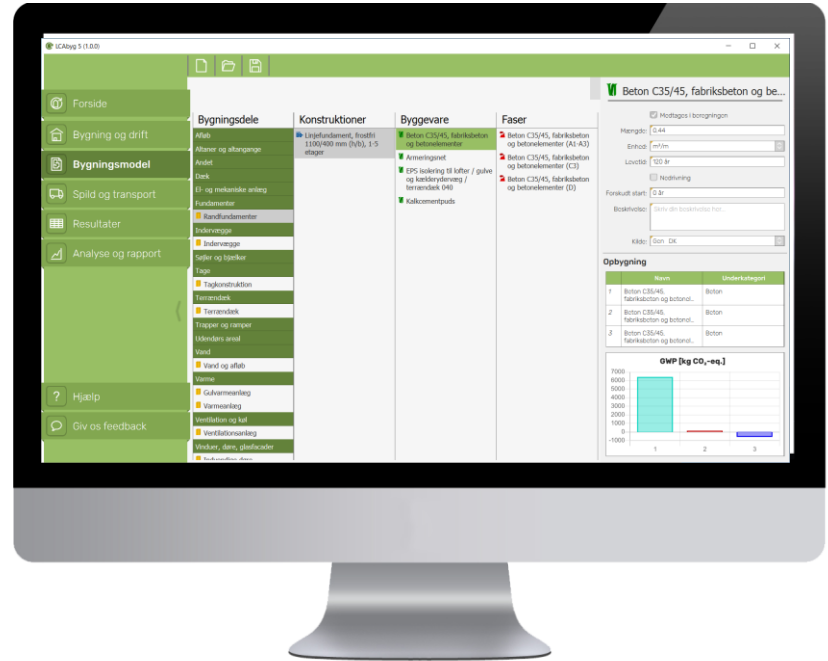 LCAbyg 5 (1.0.0)
Forside
Bygning og drift
Bygningsmodel
Spild og transport
Resultater
Analyse og rapport
Hjælp
Giv os feedback
Bygningsdele
Afløb
Altaner og altangange
Andet
Dæk
El- og mekaniske anlæg
Fundamenter
Randfundamenter
Indervægge
Indervægge
Søjler og bjælker
Tage
Tagkonstruktion
Terrændæk
Terrændæk
Trapper og ramper
Udendørs areal
Vand
Vand og afløb
Varme
Gulvarmeanlæg
Varmeanlæg
Ventilation og køl
Ventilationsanlæg
Vinduer, døre, glasfacader
Konstruktioner
Linjefundament, frostfri
1100/400 mm (h/b), 1-5
etager
Byggevare
Beton C35/45, fabriksbeton
og betonelementer
Armeringsnet
EPS isolering til lofter / gulve
og kælderydervæg /
terrændæk 040
Kalkcementpuds
Faser
Beton C35/45, fabriksbeton
og betonelementer (A1-A3)
Beton C35/45, fabriksbeton
og betonelementer (C3)
Beton C35/45, fabriksbeton
og betonelementer (D)
Beton C35/45, fabriksbeton og be...
Medtages i beregningen
Mængde: 0.44
Enhed: m³/m
Levetid: 120 år
Nedrivning
Forskudt start: 0 år
Beskrivelse: Skriv din beskrivelse her...
Kilde: Gen_DK
Opbygning
Navn Underkategori
1 Beton C35/45, Beton
fabriksbeton og betonel..
2 Beton C35/45, Beton
fabriksbeton og betonel..
3 Beton C35/45, Beton
fabriksbeton og betonel..
GWP [kg CO₂-eq.]
7000
6000
5000
4000
3000
2000
1000
0
-1000
1 2 3